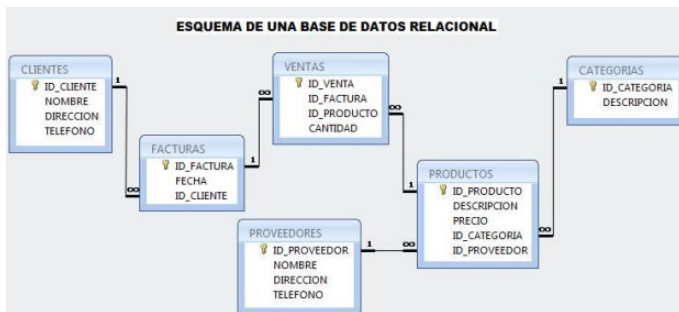 ESQUEMA DE UNA BASE DE DATOS RELACIONAL
CLIENTES
ID_CLIENTE
NOMBRE
DIRECCION
TELEFONO
1
∞
FACTURAS
ID_FACTURA
FECHA
ID_CLIENTE
1
∞
VENTAS
ID_VENTA
ID_FACTURA
ID_PRODUCTO
CANTIDAD
∞
1
PROVEEDORES
ID_PROVEEDOR
NOMBRE
DIRECCION
TELEFONO
1
∞
PRODUCTOS
ID_PRODUCTO
DESCRIPCION
PRECIO
ID_CATEGORIA
ID_PROVEEDOR
∞
1
CATEGORIAS
ID_CATEGORIA
DESCRIPCION